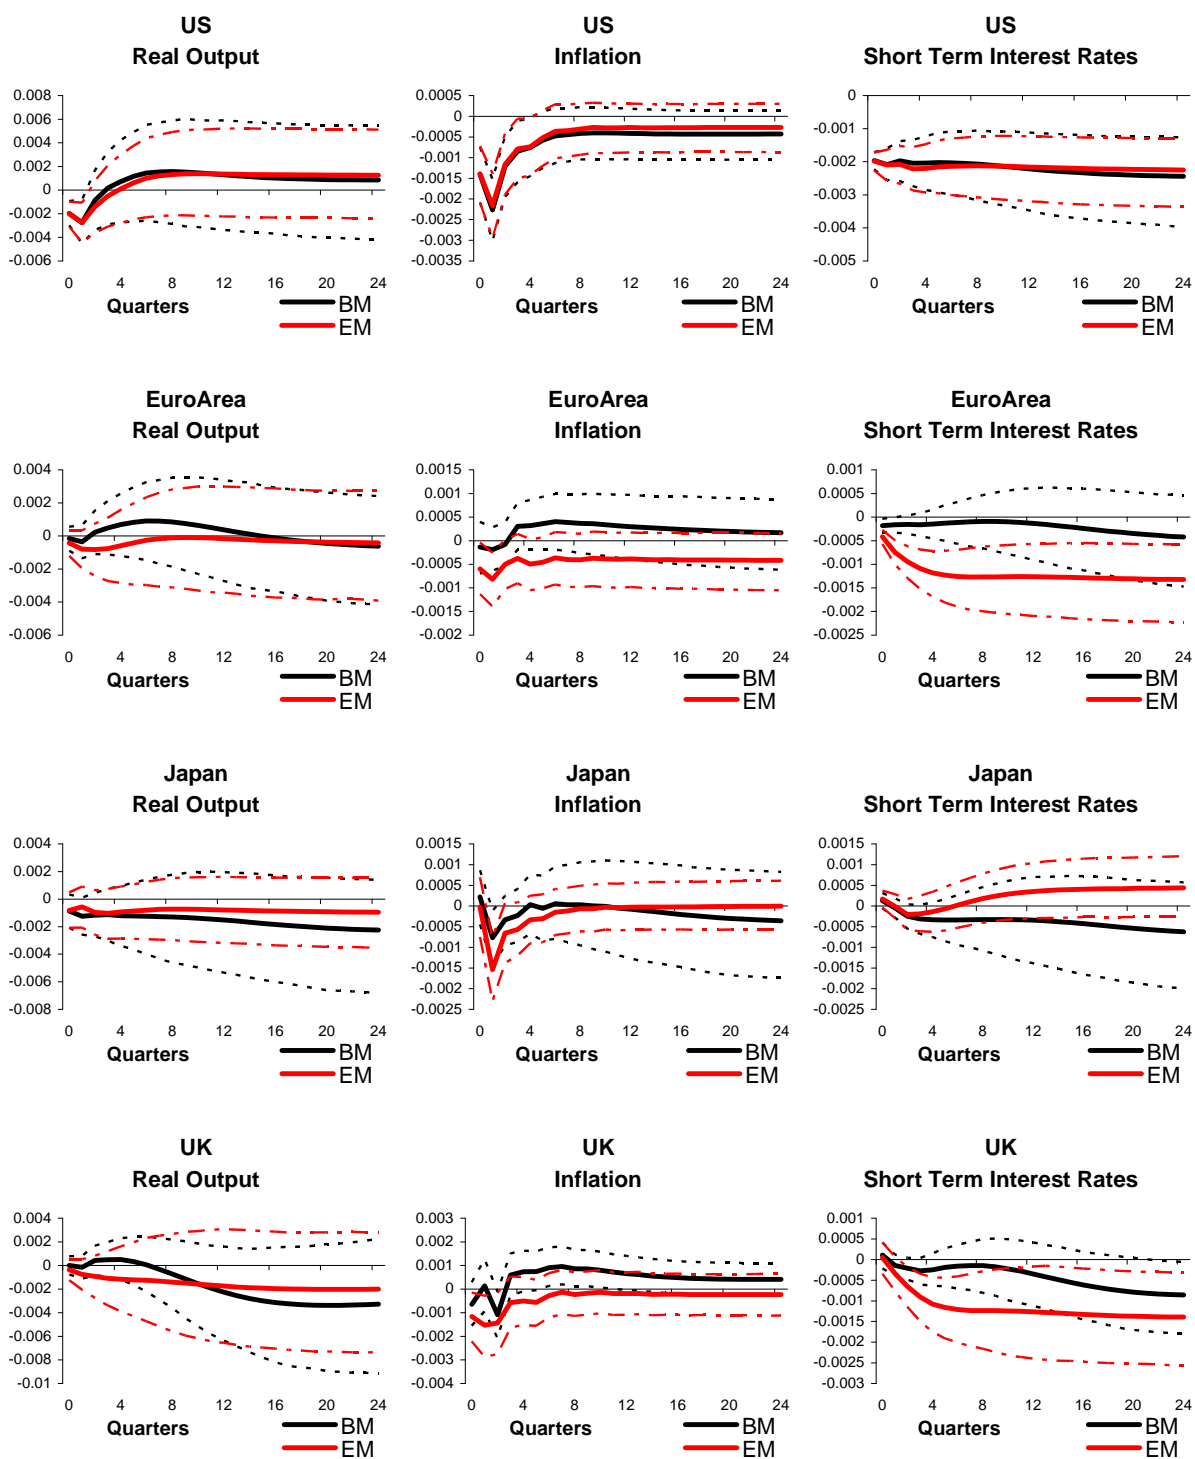 US
Real Output
0.008
0.006
0.004
0.002
0
-0.002
-0.004
-0.006
0 4 8 12 16 20 24
Quarters
BM
EM
US
Inflation
0.0005
0
-0.0005
-0.001
-0.0015
-0.002
-0.0025
-0.003
-0.0035
0 4 8 12 16 20 24
Quarters
BM
EM
US
Short Term Interest Rates
0
-0.001
-0.002
-0.003
-0.004
-0.005
0 4 8 12 16 20 24
Quarters
BM
EM
EuroArea
Real Output
0.004
0.002
0
-0.002
-0.004
-0.006
0 4 8 12 16 20 24
Quarters
BM
EM
EuroArea
Inflation
0.0015
0.001
0.0005
0
-0.0005
-0.001
-0.0015
-0.002
0 4 8 12 16 20 24
Quarters
BM
EM
EuroArea
Short Term Interest Rates
0.001
0.0005
0
-0.0005
-0.001
-0.0015
-0.002
-0.0025
0 4 8 12 16 20 24
Quarters
BM
EM
Japan
Real Output
0.004
0.002
0
-0.002
-0.004
-0.006
-0.008
0 4 8 12 16 20 24
Quarters
BM
EM
Japan
Inflation
0.0015
0.001
0.0005
0
-0.0005
-0.001
-0.0015
-0.002
-0.0025
0 4 8 12 16 20 24
Quarters
BM
EM
Japan
Short Term Interest Rates
0.0015
0.001
0.0005
0
-0.0005
-0.001
-0.0015
-0.002
-0.0025
0 4 8 12 16 20 24
Quarters
BM
EM
UK
Real Output
0.004
0.002
0
-0.002
-0.004
-0.006
-0.008
-0.01
0 4 8 12 16 20 24
Quarters
BM
EM
UK
Inflation
0.003
0.002
0.001
0
-0.001
-0.002
-0.003
-0.004
0 4 8 12 16 20 24
Quarters
BM
EM
UK
Short Term Interest Rates
0.001
0.0005
0
-0.0005
-0.001
-0.0015
-0.002
-0.0025
-0.003
0 4 8 12 16 20 24
Quarters
BM
EM